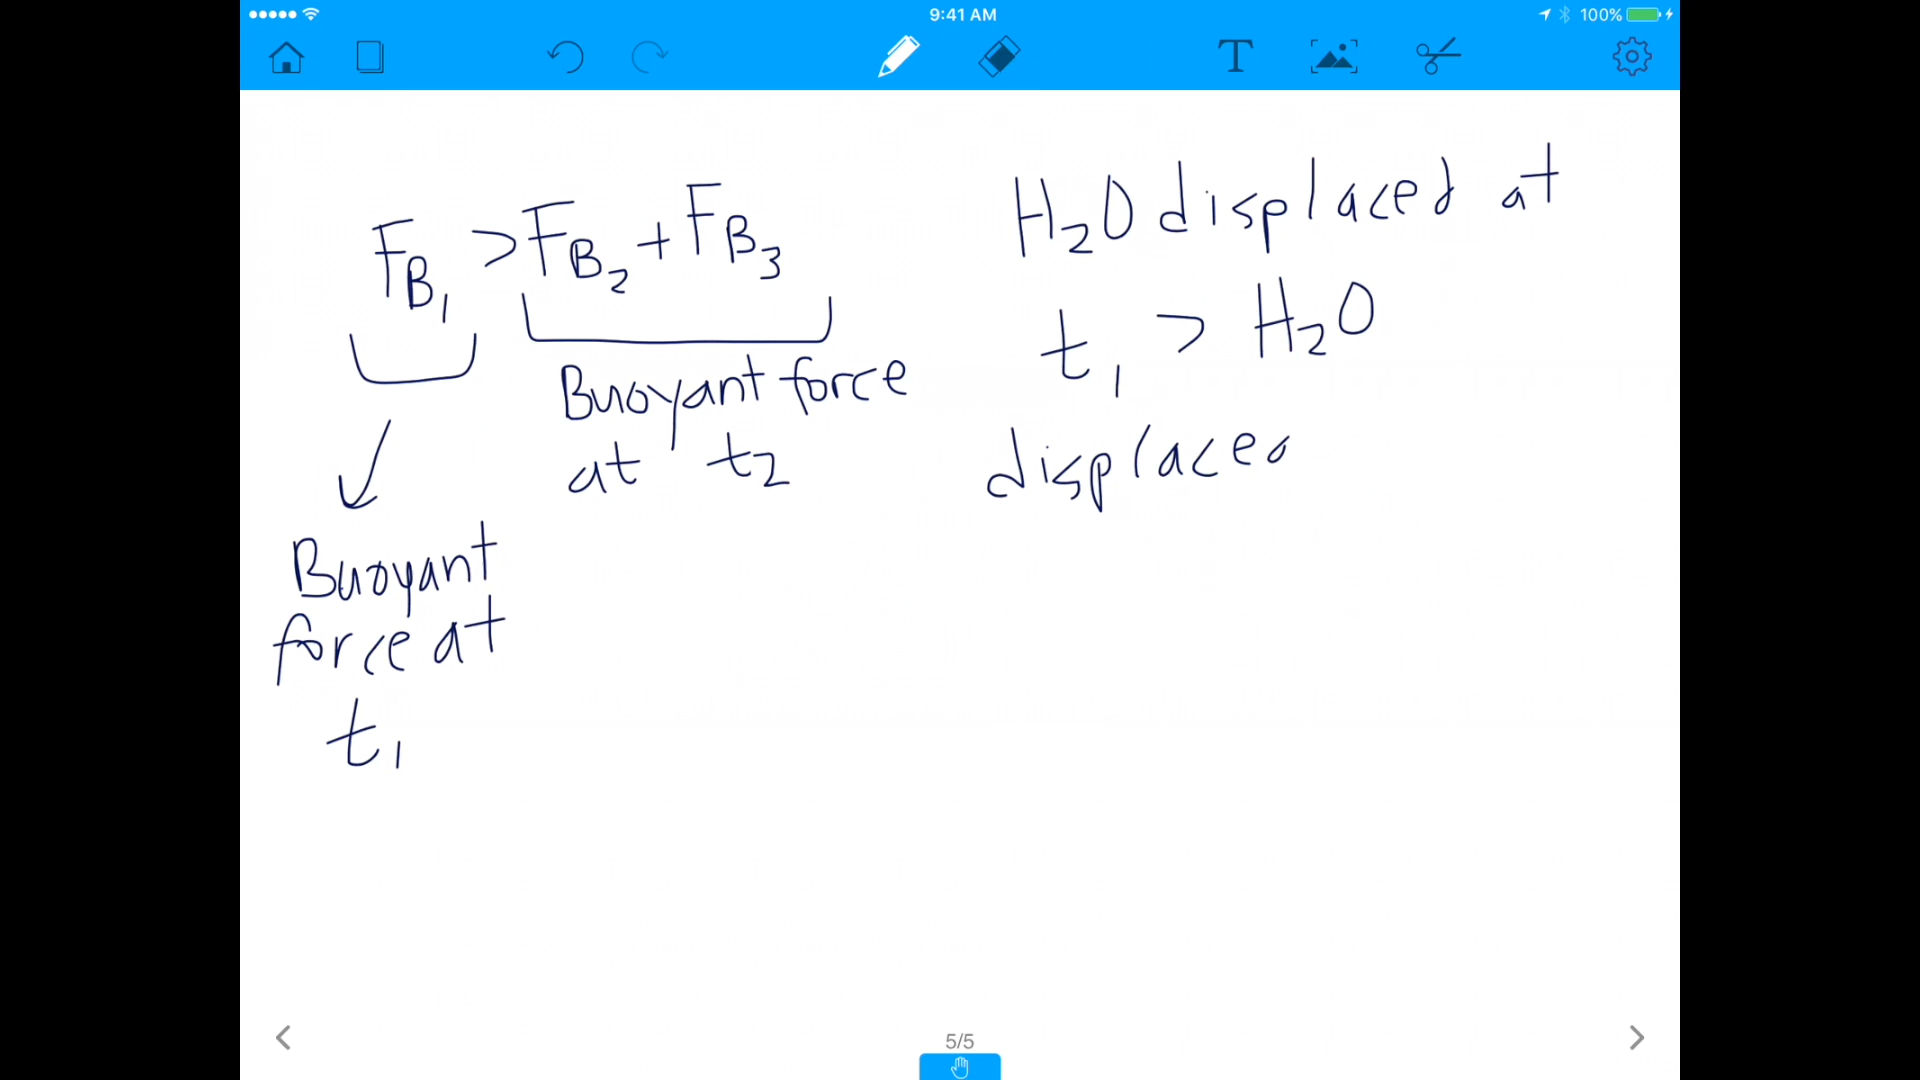 9:41 AM
100%
T
F_B₁ > F_B₂ + F_B₃
Buoyant force
at t₂
Buoyant
force at
t₁
H₂O displaced at
t₁ > H₂O
displaced
5/5